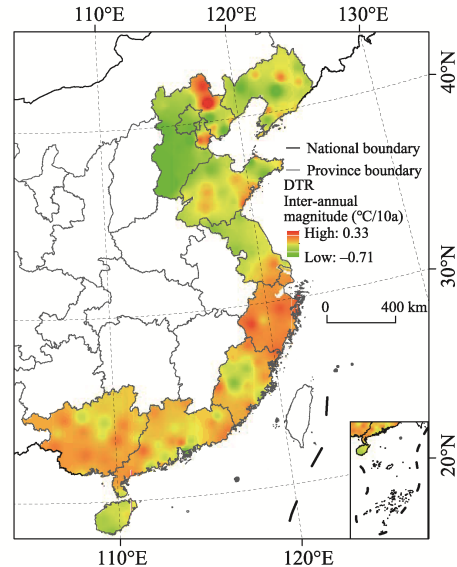 110°E 120°E 130°E
40°N
National boundary
Province boundary
DTR
Inter-annual
magnitude (°C/10a)
High: 0.33
Low: –0.71
30°N
0 400 km
20°N
110°E 120°E